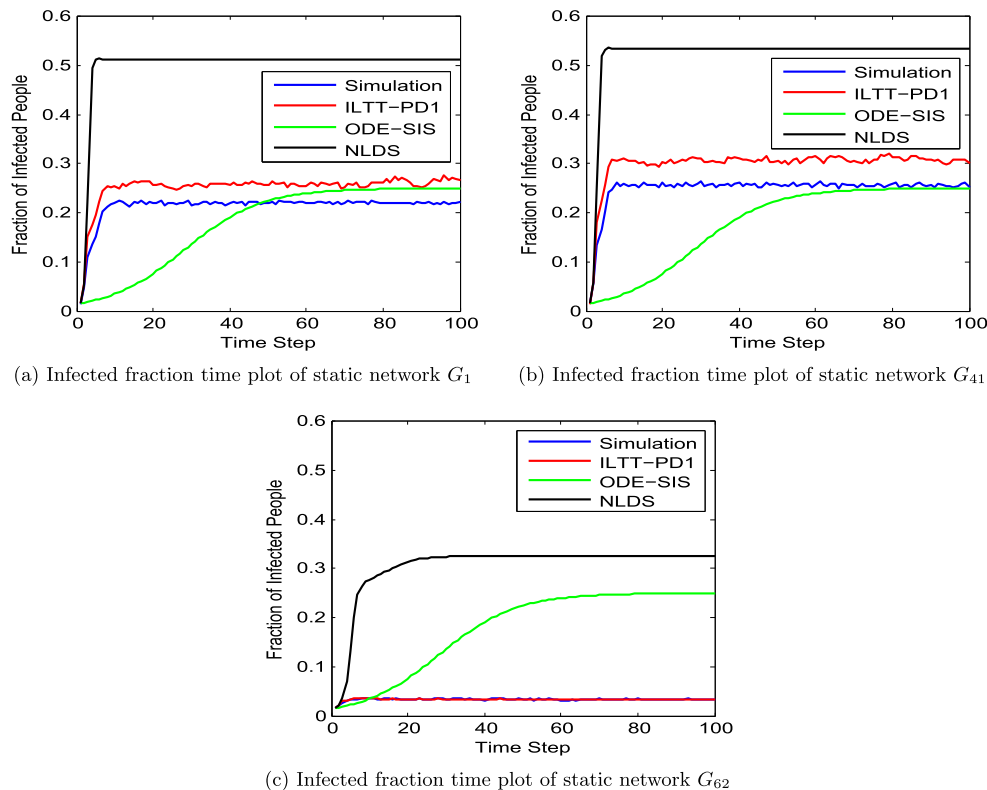 Fraction of Infected People
0.6
0.5
0.4
0.3
0.2
0.1
0
Simulation
ILTT-PD1
ODE-SIS
NLDS
0 20 40 60 80 100
Time Step
(a) Infected fraction time plot of static network G₁
Fraction of Infected People
0.6
0.5
0.4
0.3
0.2
0.1
0
Simulation
ILTT-PD1
ODE-SIS
NLDS
0 20 40 60 80 100
Time Step
(b) Infected fraction time plot of static network G₄₁
Fraction of Infected People
0.6
0.5
0.4
0.3
0.2
0.1
0
Simulation
ILTT-PD1
ODE-SIS
NLDS
0 20 40 60 80 100
Time Step
(c) Infected fraction time plot of static network G₆₂